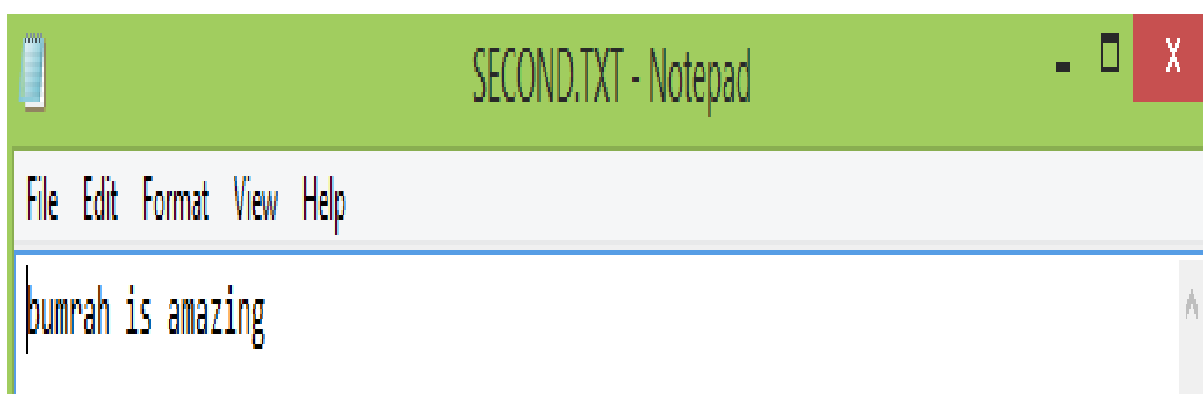 SECOND.TXT - Notepad
File Edit Format View Help
bumrah is amazing